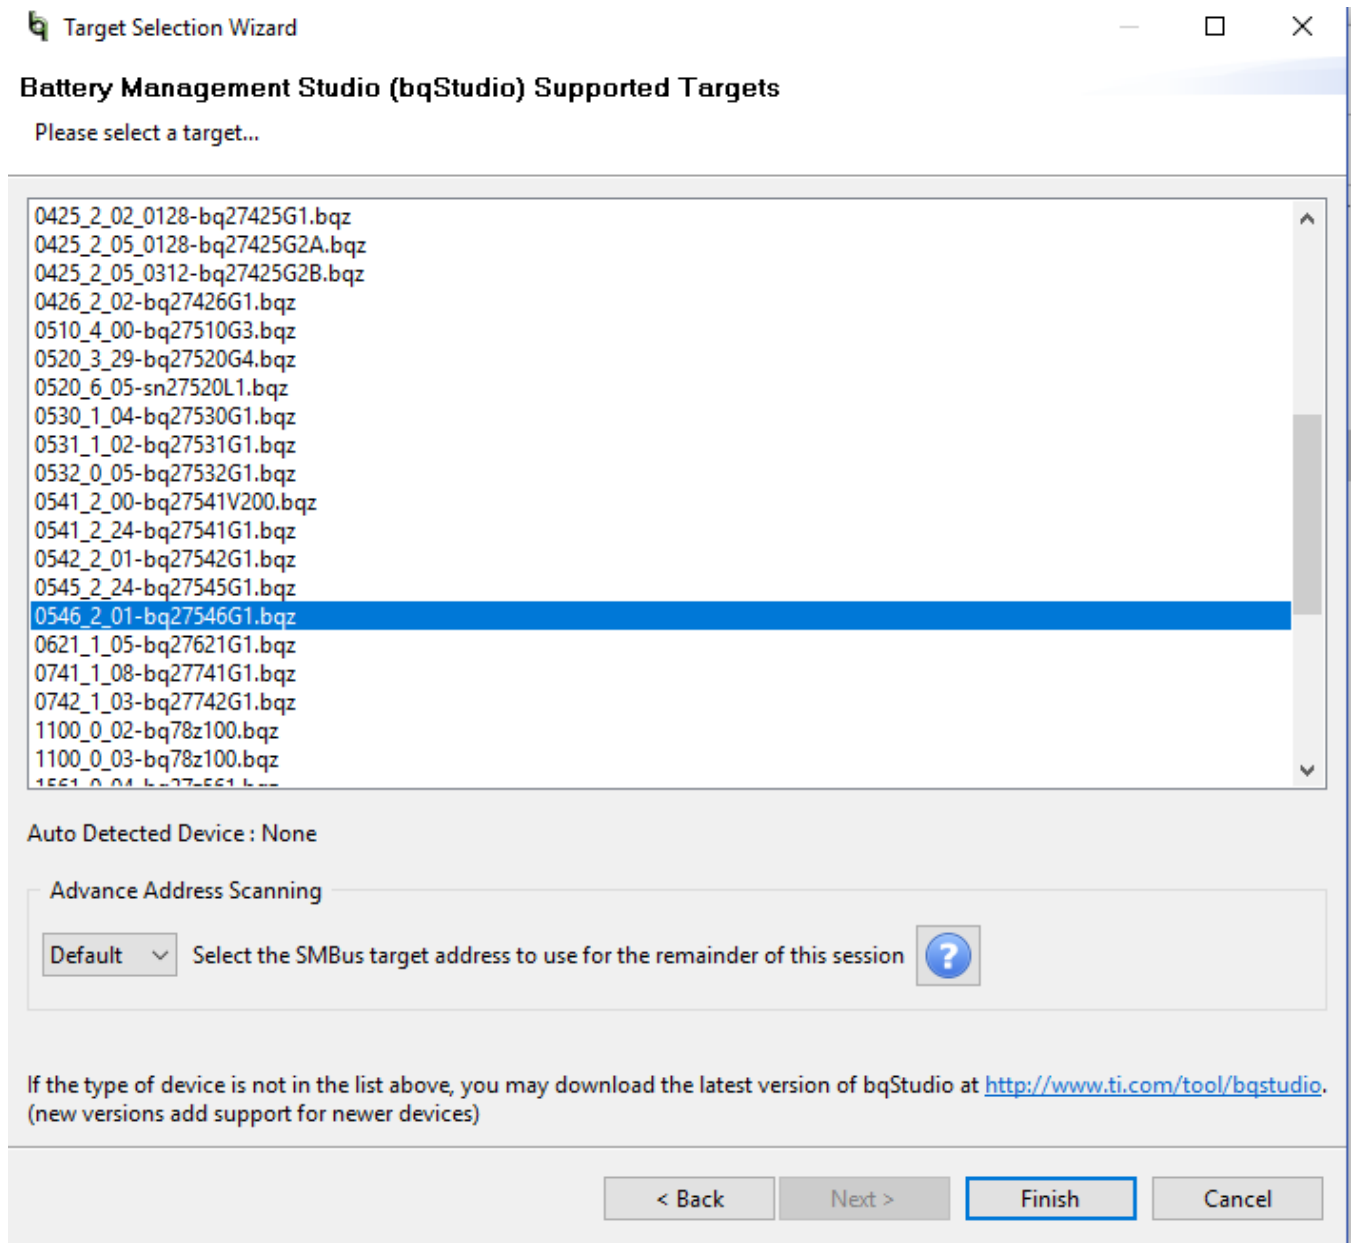 Target Selection Wizard
Battery Management Studio (bqStudio) Supported Targets
Please select a target...
0425_2_02_0128-bq27425G1.bqz
0425_2_05_0128-bq27425G2A.bqz
0425_2_05_0312-bq27425G2B.bqz
0426_2_02-bq27426G1.bqz
0510_4_00-bq27510G3.bqz
0520_3_29-bq27520G4.bqz
0520_6_05-sn27520L1.bqz
0530_1_04-bq27530G1.bqz
0531_1_02-bq27531G1.bqz
0532_0_05-bq27532G1.bqz
0541_2_00-bq27541V200.bqz
0541_2_24-bq27541G1.bqz
0542_2_01-bq27542G1.bqz
0545_2_24-bq27545G1.bqz
0546_2_01-bq27546G1.bqz
0621_1_05-bq27621G1.bqz
0741_1_08-bq27741G1.bqz
0742_1_03-bq27742G1.bqz
1100_0_02-bq78z100.bqz
1100_0_03-bq78z100.bqz
1561_0_04-bq27z561.bqz
Auto Detected Device : None
Advance Address Scanning
Default Select the SMBus target address to use for the remainder of this session ?
If the type of device is not in the list above, you may download the latest version of bqStudio at http://www.ti.com/tool/bqstudio.
(new versions add support for newer devices)
< Back Next > Finish Cancel